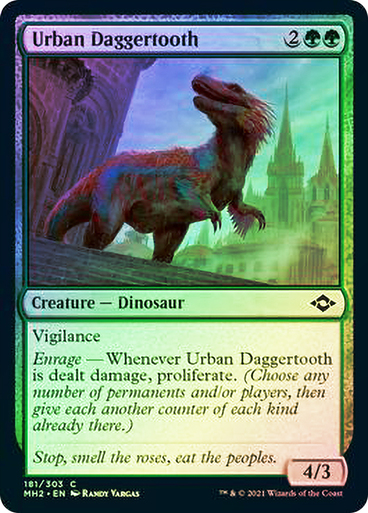 Urban Daggertooth 2
Creature — Dinosaur
Vigilance
Enrage — Whenever Urban Daggertooth
is dealt damage, proliferate. (Choose any
number of permanents and/or players, then
give each another counter of each kind
already there.)
Stop, smell the roses, eat the peoples.
4/3
181/303 C
MH2 • EN Randy Vargas
™ & © 2021 Wizards of the Coast